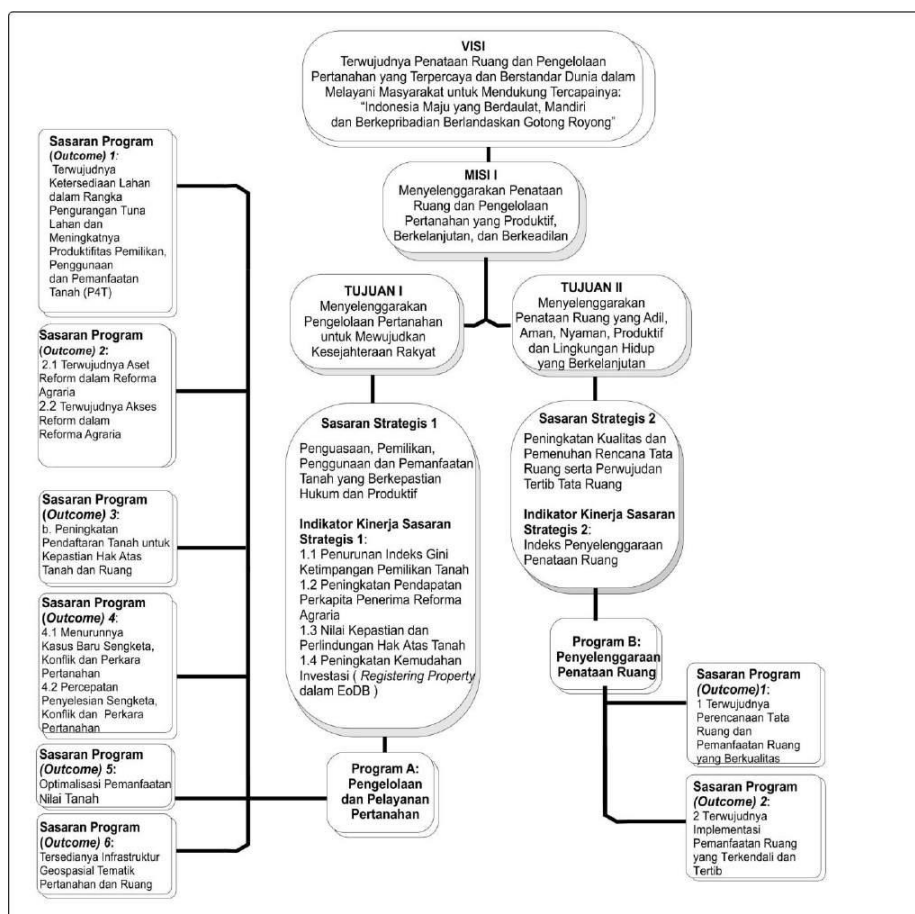 VISI
Terwujudnya Penataan Ruang dan Pengelolaan
Pertanahan yang Terpercaya dan Berstandar Dunia dalam
Melayani Masyarakat untuk Mendukung Tercapainya:
“Indonesia Maju yang Berdaulat, Mandiri
dan Berkepribadian Berlandaskan Gotong Royong”
MISI I
Menyelenggarakan Penataan
Ruang dan Pengelolaan
Pertanahan yang Produktif,
Berkelanjutan, dan Berkeadilan
TUJUAN I
Menyelenggarakan
Pengelolaan Pertanahan
untuk Mewujudkan
Kesejahteraan Rakyat
TUJUAN II
Menyelenggarakan
Penataan Ruang yang Adil,
Aman, Nyaman, Produktif
dan Lingkungan Hidup
yang Berkelanjutan
Sasaran Strategis 1
Penguasaan, Pemilikan,
Penggunaan dan Pemanfaatan
Tanah yang Berkepastian
Hukum dan Produktif
Indikator Kinerja Sasaran
Strategis 1:
1.1 Penurunan Indeks Gini
Ketimpangan Pemilikan Tanah
1.2 Peningkatan Pendapatan
Perkapita Penerima Reforma
Agraria
1.3 Nilai Kepastian dan
Perlindungan Hak Atas Tanah
1.4 Peningkatan Kemudahan
Investasi ( Registering Property
dalam EoDB )
Sasaran Strategis 2
Peningkatan Kualitas dan
Pemenuhan Rencana Tata
Ruang serta Perwujudan
Tertib Tata Ruang
Indikator Kinerja Sasaran
Strategis 2:
Indeks Penyelenggaraan
Penataan Ruang
Program A:
Pengelolaan
dan Pelayanan
Pertanahan
Program B:
Penyelenggaraan
Penataan Ruang
Sasaran Program
(Outcome) 1:
Terwujudnya
Ketersediaan Lahan
dalam Rangka
Pengurangan Tuna
Lahan dan
Meningkatnya
Produktifitas Pemilikan,
Penggunaan
dan Pemanfaatan
Tanah (P4T)
Sasaran Program
(Outcome) 2:
2.1 Terwujudnya Aset
Reform dalam Reforma
Agraria
2.2 Terwujudnya Akses
Reform dalam
Reforma Agraria
Sasaran Program
(Outcome) 3:
b. Peningkatan
Pendaftaran Tanah untuk
Kepastian Hak Atas
Tanah dan Ruang
Sasaran Program
(Outcome) 4:
4.1 Menurunnya
Kasus Baru Sengketa,
Konflik dan Perkara
Pertanahan
4.2 Percepatan
Penyelesian Sengketa,
Konflik dan Perkara
Pertanahan
Sasaran Program
(Outcome) 5:
Optimalisasi Pemanfaatan
Nilai Tanah
Sasaran Program
(Outcome) 6:
Tersedianya Infrastruktur
Geospasial Tematik
Pertanahan dan Ruang
Sasaran Program
(Outcome)1:
1 Terwujudnya
Perencanaan Tata
Ruang dan
Pemanfaatan Ruang
yang Berkualitas
Sasaran Program
(Outcome) 2:
2 Terwujudnya
Implementasi
Pemanfaatan Ruang
yang Terkendali dan
Tertib